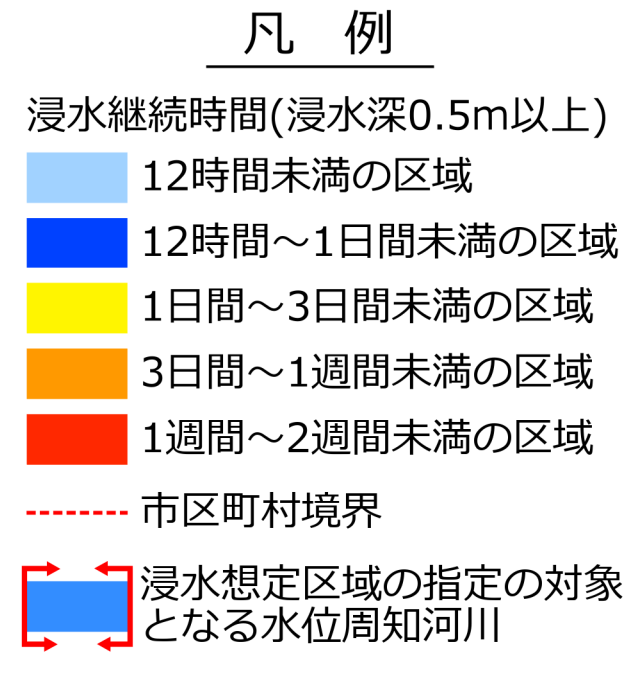 凡　例
浸水継続時間(浸水深0.5m以上)
12時間未満の区域
12時間～1日間未満の区域
1日間～3日間未満の区域
3日間～1週間未満の区域
1週間～2週間未満の区域
市区町村境界
浸水想定区域の指定の対象
となる水位周知河川